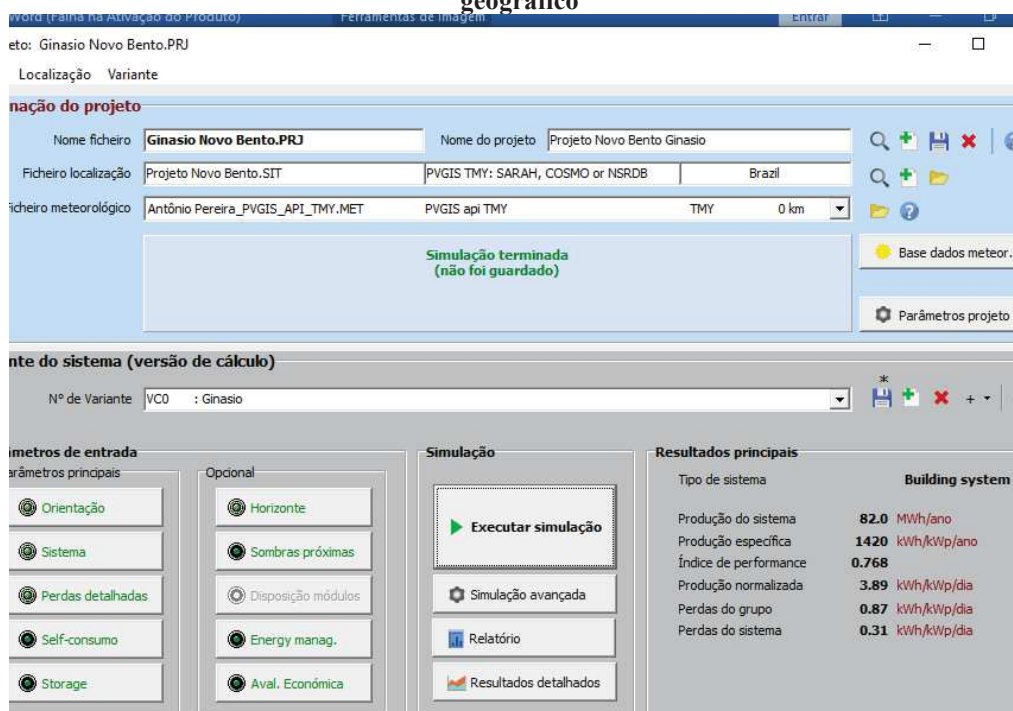 geográfico
Word (Falha na Ativação do Produto) Ferramentas de Imagem Entrar
eto: Ginasio Novo Bento.PRJ
Localização Variante
nação do projeto
Nome ficheiro Ginasio Novo Bento.PRJ Nome do projeto Projeto Novo Bento Ginasio
Ficheiro localização Projeto Novo Bento.SIT PVGIS TMY: SARAH, COSMO or NSRDB Brazil
icheiro meteorológico Antônio Pereira_PVGIS_API_TMY.MET PVGIS api TMY TMY 0 km
Simulação terminada
(não foi guardado)
Base dados meteor.
Parâmetros projeto
nte do sistema (versão de cálculo)
Nº de Variante VC0 : Ginasio
* + 
âmetros de entrada
arâmetros principais
Orientação
Sistema
Perdas detalhadas
Self-consumo
Storage
Opcional
Horizonte
Sombras próximas
Disposição módulos
Energy manag.
Aval. Económica
Simulação
Executar simulação
Simulação avançada
Relatório
Resultados detalhados
Resultados principais
Tipo de sistema Building system
Produção do sistema 82.0 MWh/ano
Produção específica 1420 kWh/kWp/ano
Índice de performance 0.768
Produção normalizada 3.89 kWh/kWp/dia
Perdas do grupo 0.87 kWh/kWp/dia
Perdas do sistema 0.31 kWh/kWp/dia